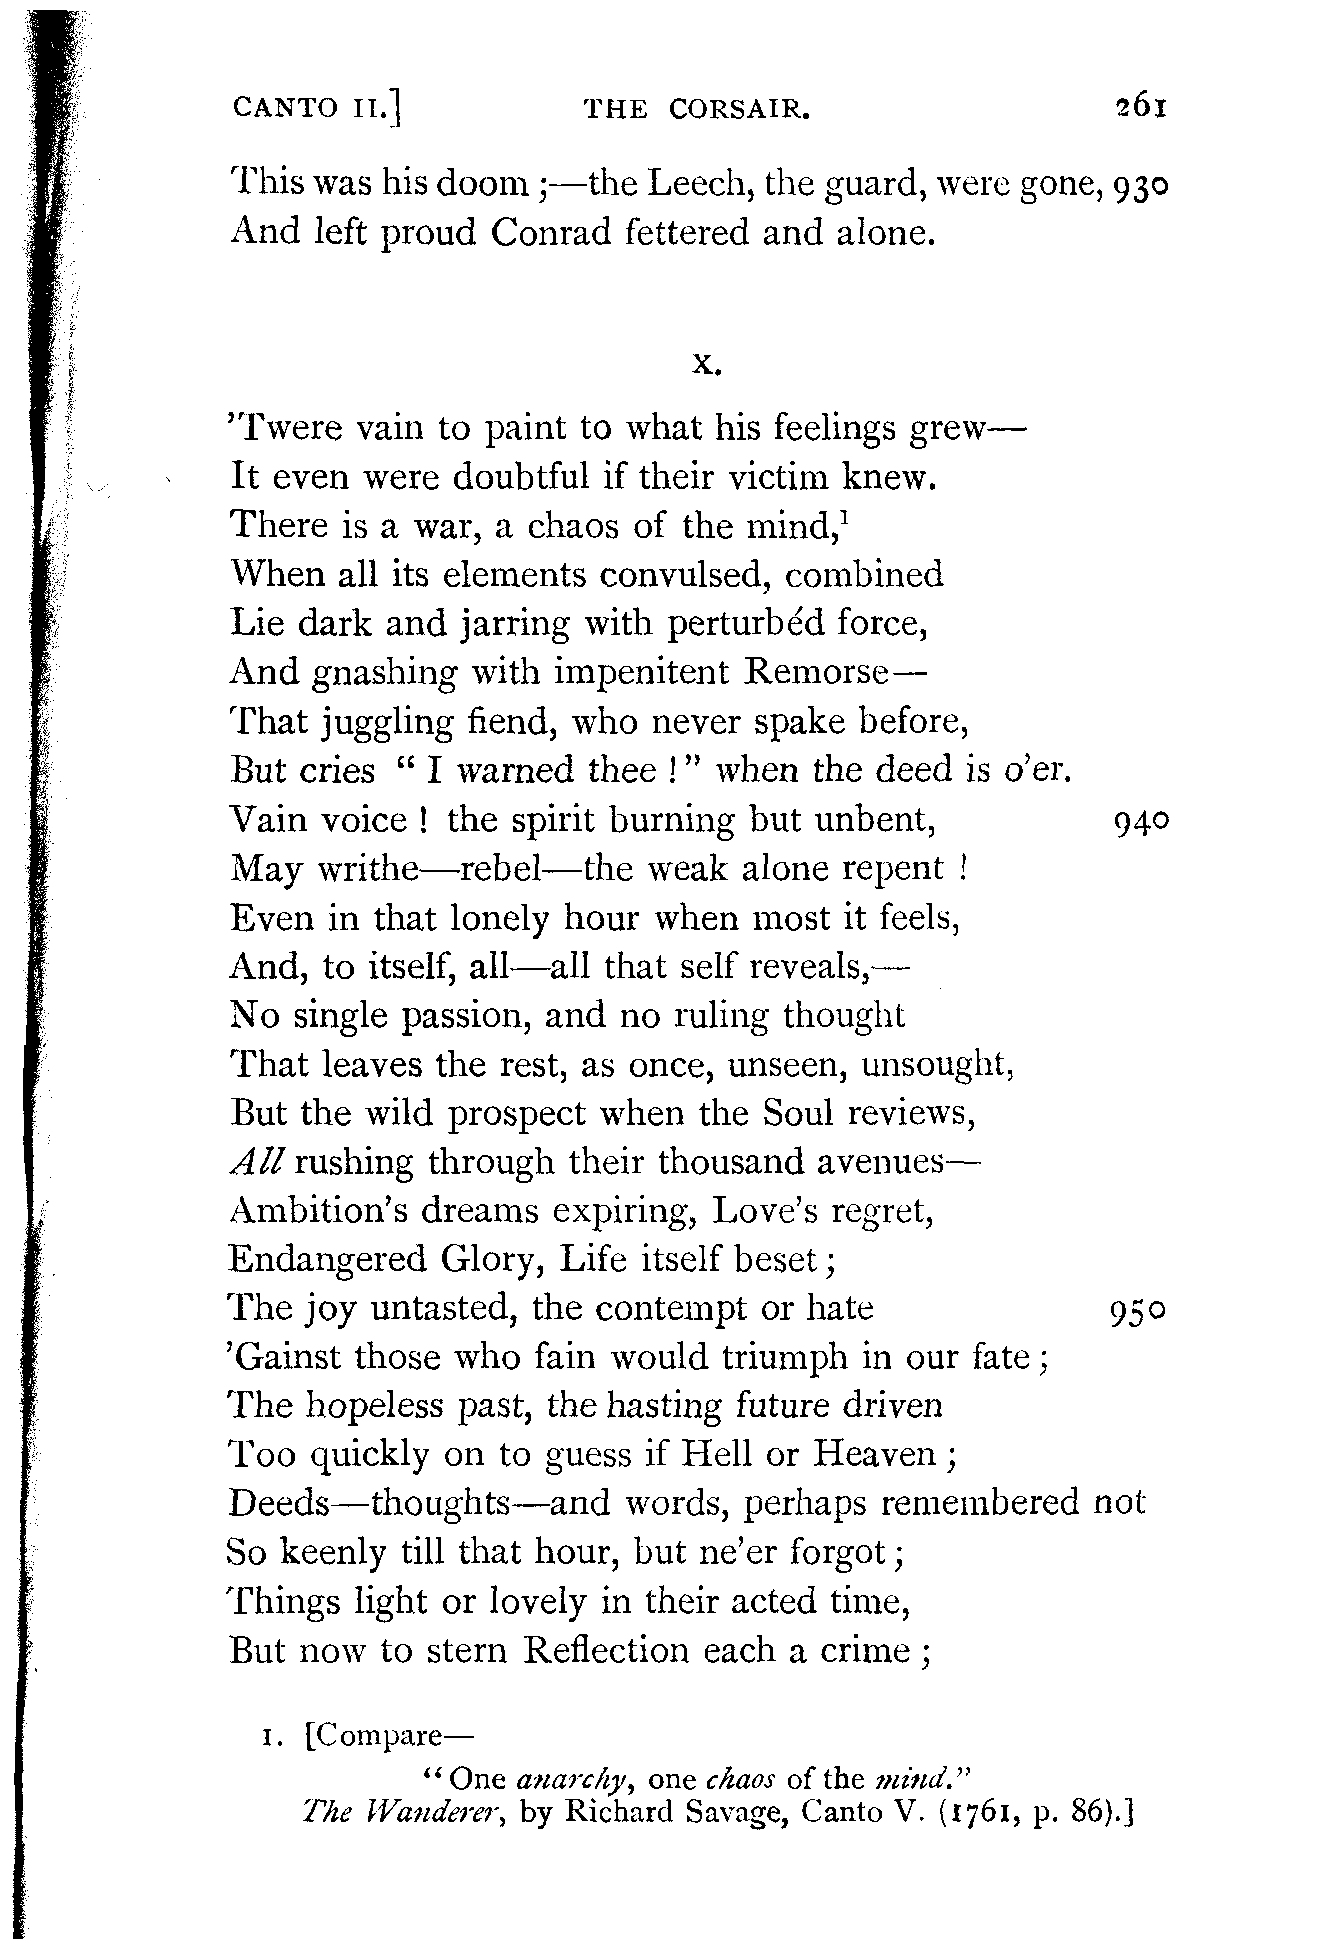 CANTO II.] THE CORSAIR. 261
This was his doom ;—the Leech, the guard, were gone, 930
And left proud Conrad fettered and alone.
X.
’Twere vain to paint to what his feelings grew—
It even were doubtful if their victim knew.
There is a war, a chaos of the mind,¹
When all its elements convulsed, combined
Lie dark and jarring with perturbéd force,
And gnashing with impenitent Remorse—
That juggling fiend, who never spake before,
But cries “ I warned thee ! ” when the deed is o’er.
Vain voice ! the spirit burning but unbent, 940
May writhe—rebel—the weak alone repent !
Even in that lonely hour when most it feels,
And, to itself, all—all that self reveals,—
No single passion, and no ruling thought
That leaves the rest, as once, unseen, unsought,
But the wild prospect when the Soul reviews,
All rushing through their thousand avenues—
Ambition’s dreams expiring, Love’s regret,
Endangered Glory, Life itself beset ;
The joy untasted, the contempt or hate 950
’Gainst those who fain would triumph in our fate ;
The hopeless past, the hasting future driven
Too quickly on to guess if Hell or Heaven ;
Deeds—thoughts—and words, perhaps remembered not
So keenly till that hour, but ne’er forgot ;
Things light or lovely in their acted time,
But now to stern Reflection each a crime ;
1. [Compare—
“ One anarchy, one chaos of the mind.”
The Wanderer, by Richard Savage, Canto V. (1761, p. 86).]